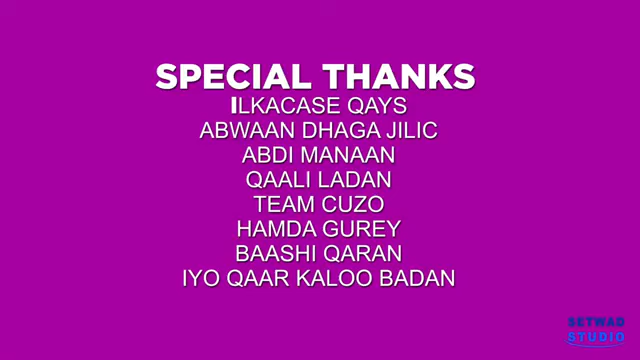 SPECIAL THANKS
ILKACASE QAYS
ABWAAN DHAGA JILIC
ABDI MANAAN
QAALI LADAN
TEAM CUZO
HAMDA GUREY
BAASHI QARAN
IYO QAAR KALOO BADAN
SETWAD
STUDIO